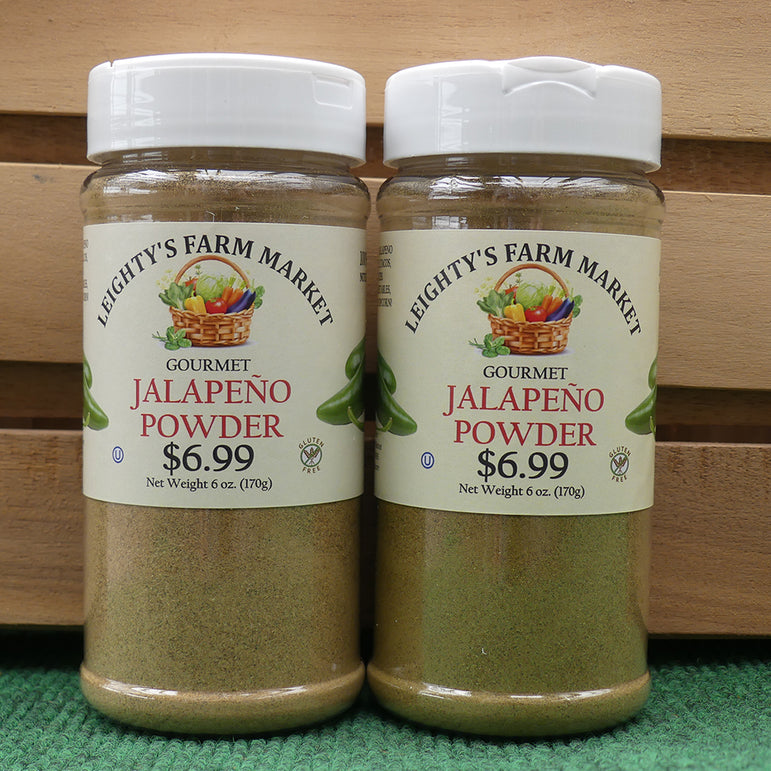 LEIGHTY'S FARM MARKET
GOURMET
JALAPEÑO
POWDER
$6.99
Net Weight 6 oz. (170g)
U
GLUTEN
FREE
LEIGHTY'S FARM MARKET
GOURMET
JALAPEÑO
POWDER
$6.99
Net Weight 6 oz. (170g)
U
GLUTEN
FREE